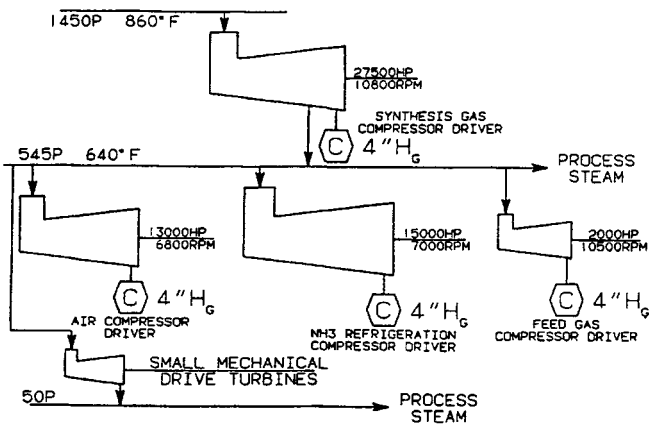 1450P 860°F
27500HP
10800RPM
SYNTHESIS GAS
COMPRESSOR DRIVER
C 4"HG
545P 640°F
PROCESS
STEAM
13000HP
6800RPM
15000HP
7000RPM
2000HP
10500RPM
C 4"HG
C 4"HG
C 4"HG
AIR COMPRESSOR
DRIVER
NH3 REFRIGERATION
COMPRESSOR DRIVER
FEED GAS
COMPRESSOR DRIVER
SMALL MECHANICAL
DRIVE TURBINES
50P
PROCESS
STEAM